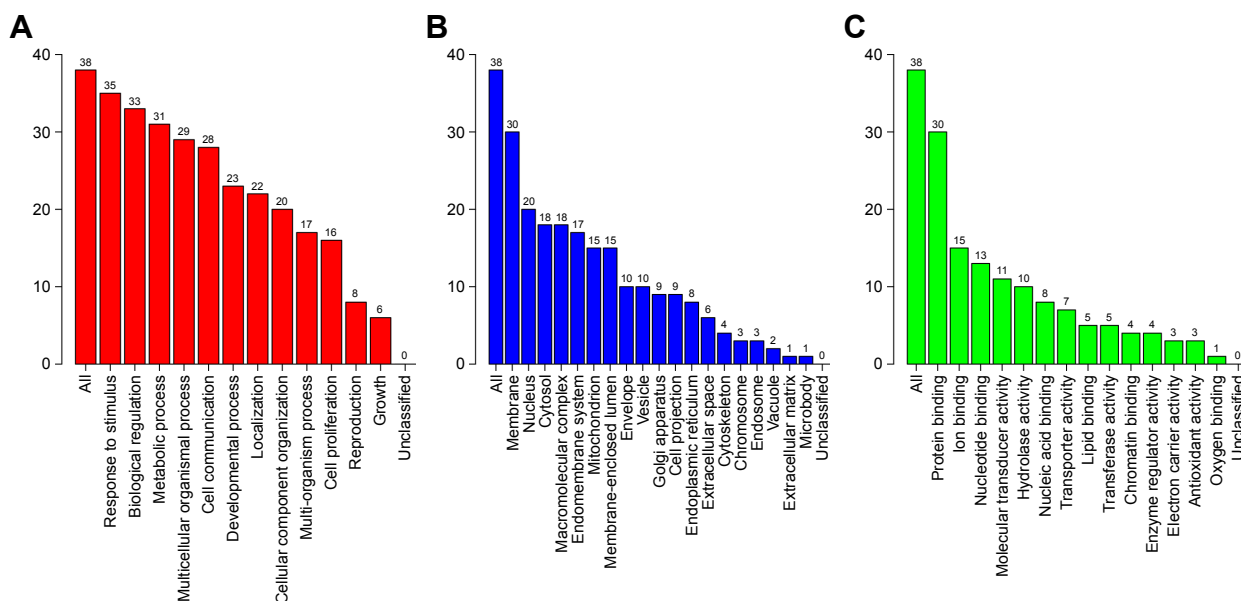 A
40
30
20
10
0
38
35
33
31
29
28
23
22
20
17
16
8
6
0
All
Response to stimulus
Biological regulation
Metabolic process
Multicellular organismal process
Cell communication
Developmental process
Localization
Cellular component organization
Multi-organism process
Cell proliferation
Reproduction
Growth
Unclassified
B
40
30
20
10
0
38
30
20
18
18
17
15
15
10
10
9
9
8
6
4
3
3
2
1
1
0
All
Membrane
Nucleus
Cytosol
Macromolecular complex
Endomembrane system
Mitochondrion
Membrane-enclosed lumen
Envelope
Vesicle
Golgi apparatus
Cell projection
Endoplasmic reticulum
Extracellular space
Cytoskeleton
Chromosome
Endosome
Vacuole
Extracellular matrix
Microbody
Unclassified
C
40
30
20
10
0
38
30
15
13
11
10
8
7
5
5
4
4
3
3
1
0
All
Protein binding
Ion binding
Nucleotide binding
Molecular transducer activity
Hydrolase activity
Nucleic acid binding
Transporter activity
Lipid binding
Transferase activity
Chromatin binding
Enzyme regulator activity
Electron carrier activity
Antioxidant activity
Oxygen binding
Unclassified